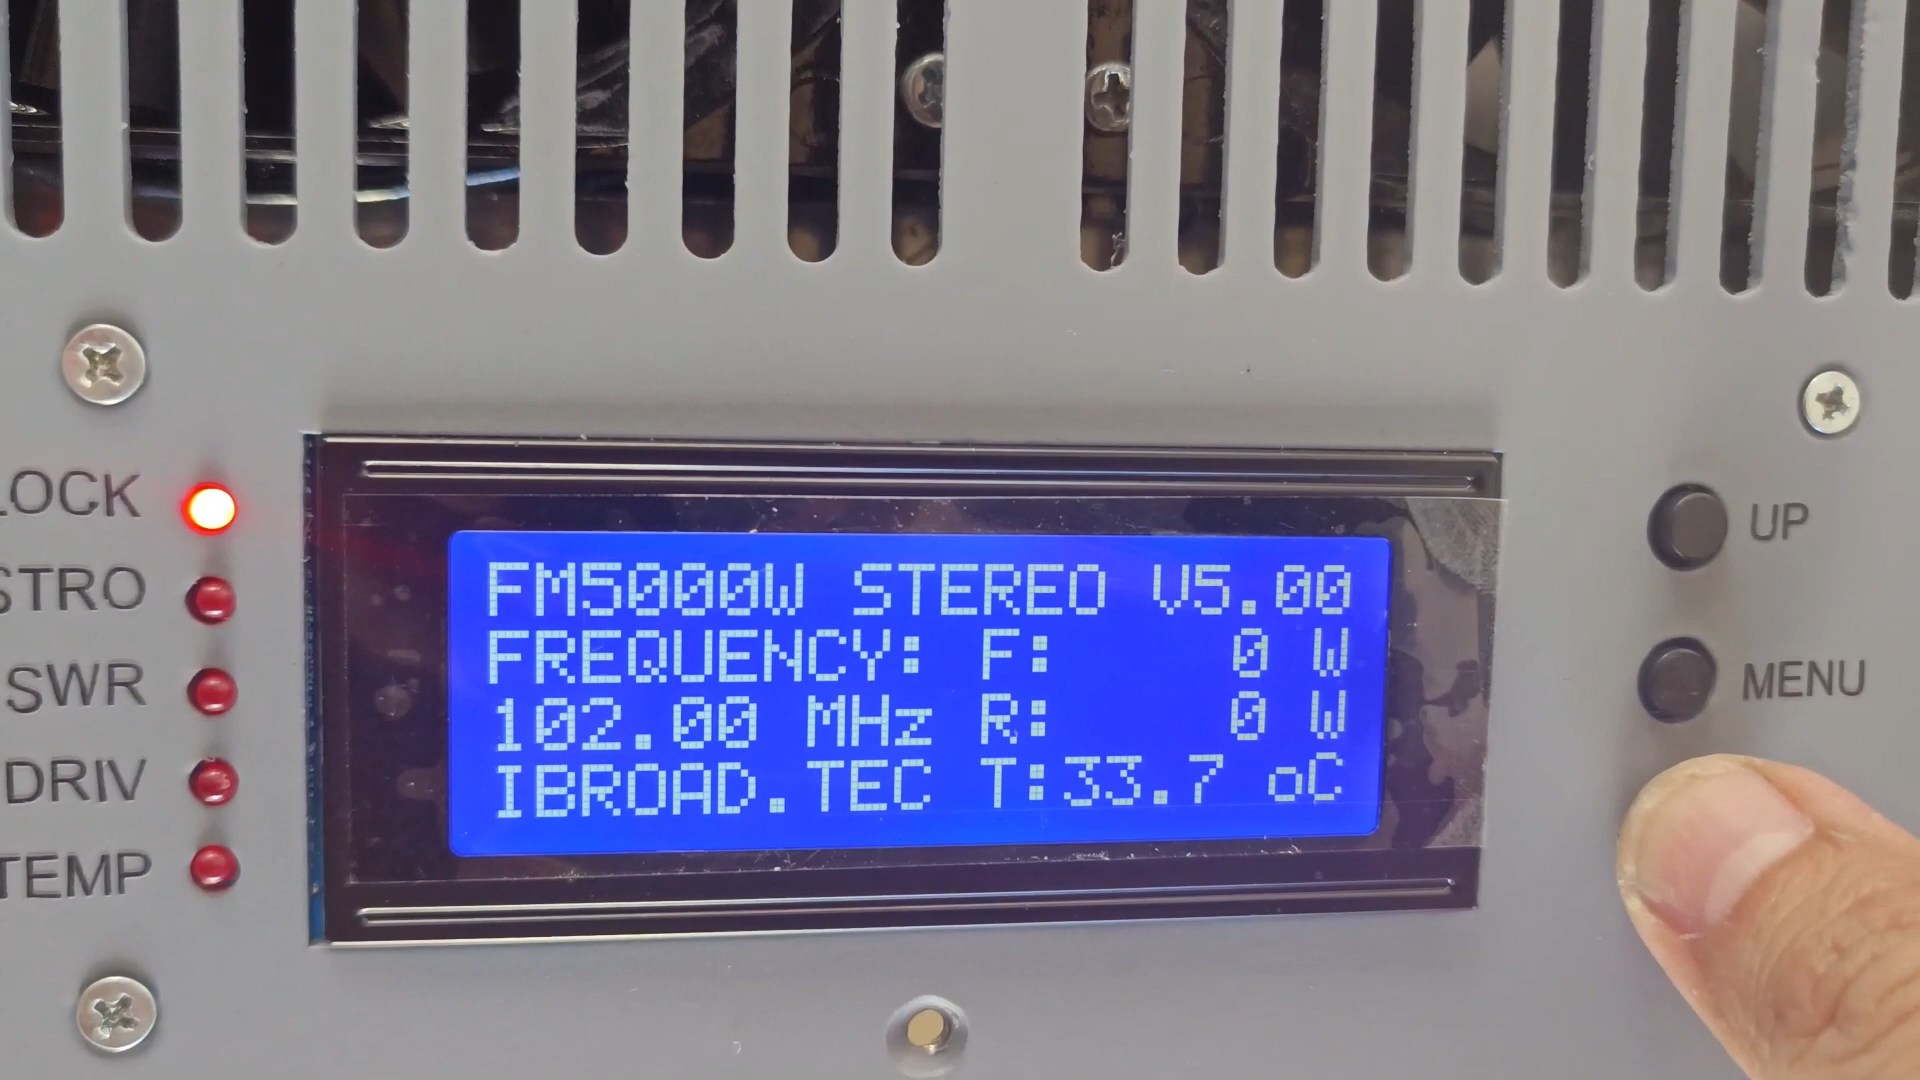 LOCK
STRO
SWR
DRIV
TEMP
FM5000W STEREO V5.00
FREQUENCY: F: 0 W
102.00 MHz R: 0 W
IBROAD.TEC T:33.7 oC
UP
MENU